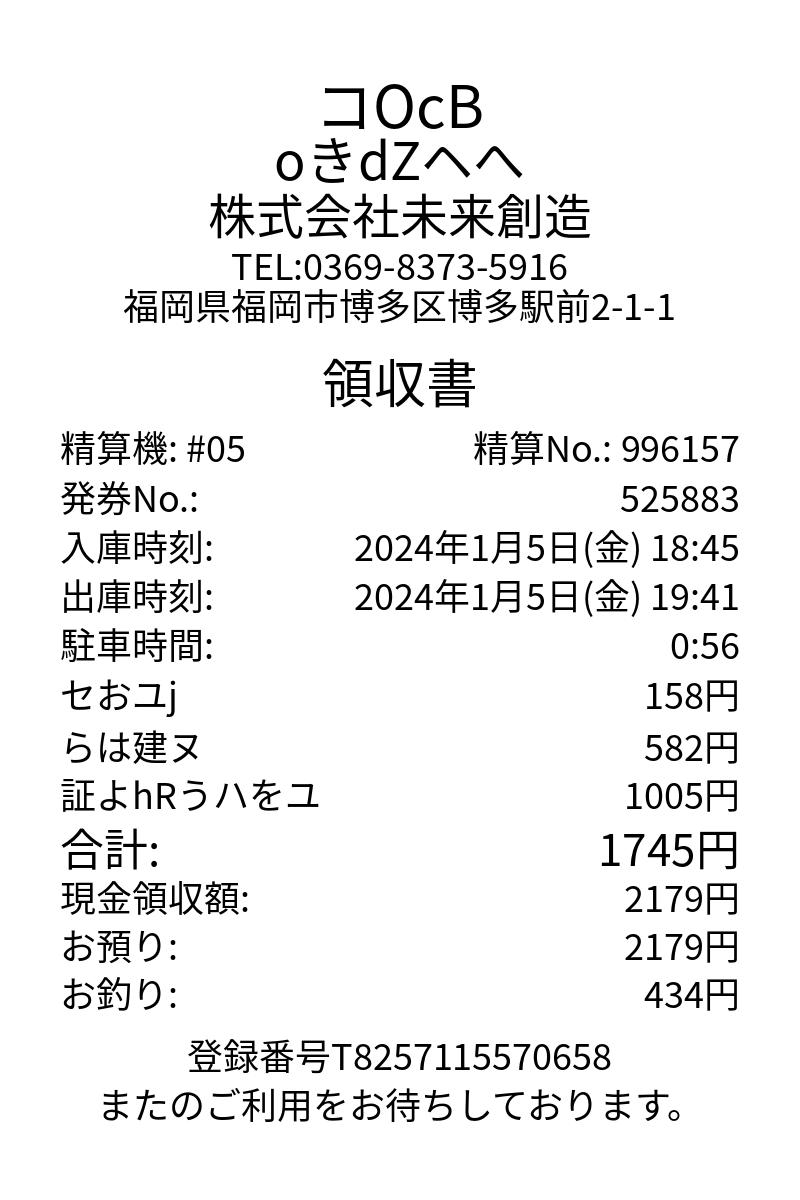 コOcB
oきdZヘへ
株式会社未来創造
TEL:0369-8373-5916
福岡県福岡市博多区博多駅前2-1-1
領収書
精算機: #05 精算No.: 996157
発券No.: 525883
入庫時刻: 2024年1月5日(金) 18:45
出庫時刻: 2024年1月5日(金) 19:41
駐車時間: 0:56
セおユj 158円
らは建ヌ 582円
証よhRうハをユ 1005円
合計: 1745円
現金領収額: 2179円
お預り: 2179円
お釣り: 434円
登録番号T8257115570658
またのご利用をお待ちしております。